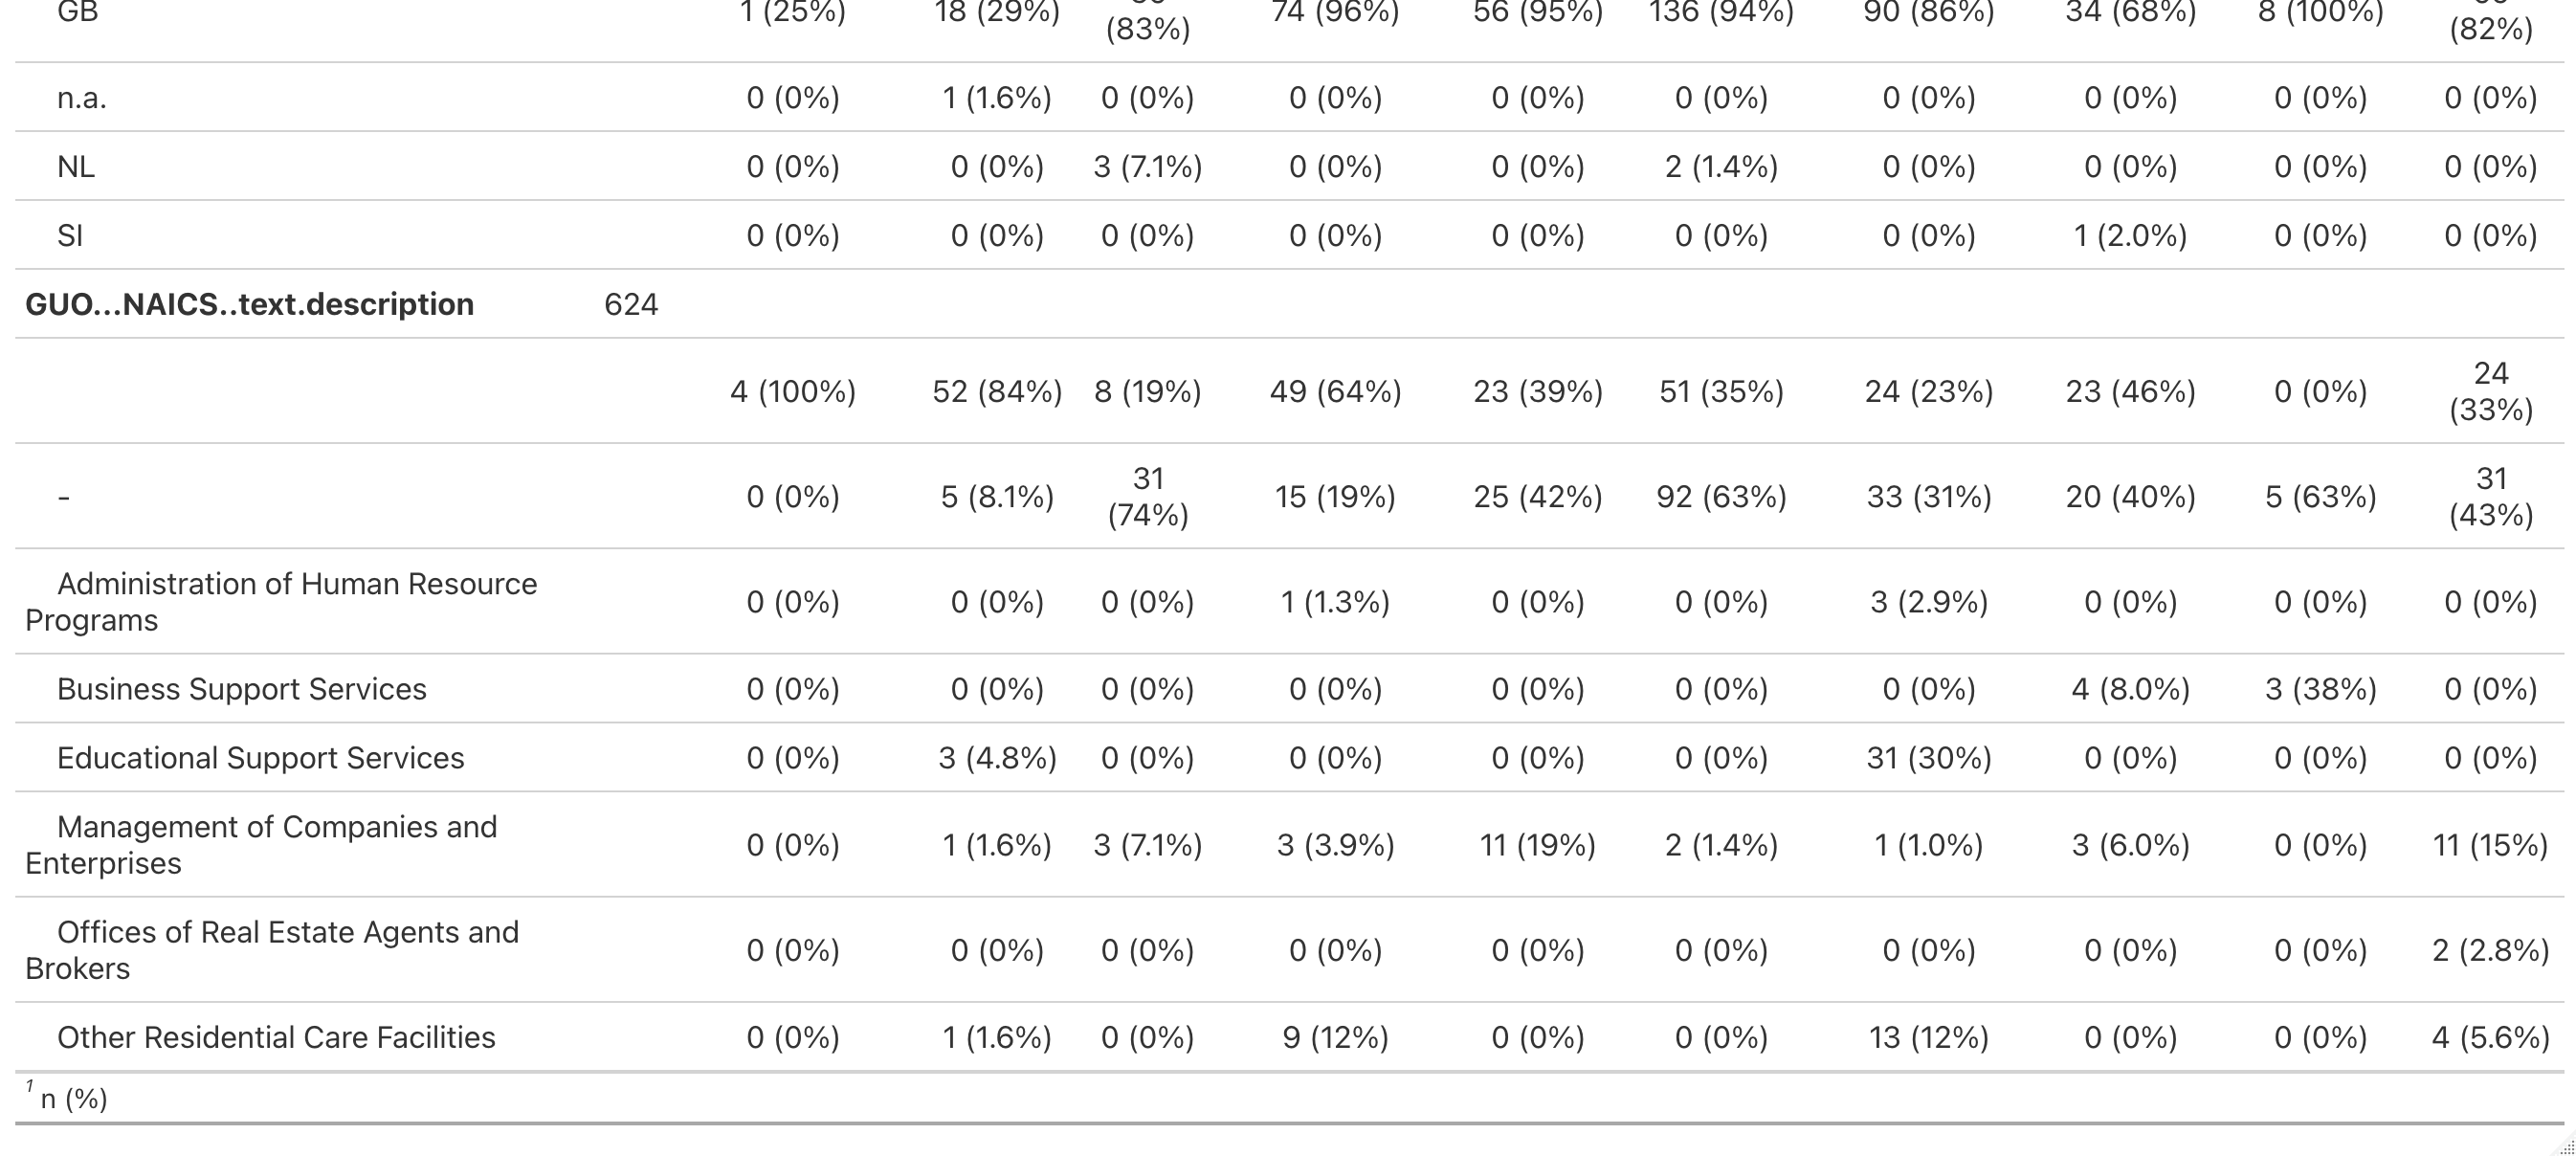 GB 1 (25%) 18 (29%) (83%) 74 (96%) 56 (95%) 136 (94%) 90 (86%) 34 (68%) 8 (100%) (82%)
n.a. 0 (0%) 1 (1.6%) 0 (0%) 0 (0%) 0 (0%) 0 (0%) 0 (0%) 0 (0%) 0 (0%) 0 (0%)
NL 0 (0%) 0 (0%) 3 (7.1%) 0 (0%) 0 (0%) 2 (1.4%) 0 (0%) 0 (0%) 0 (0%) 0 (0%)
SI 0 (0%) 0 (0%) 0 (0%) 0 (0%) 0 (0%) 0 (0%) 0 (0%) 1 (2.0%) 0 (0%) 0 (0%)
GUO...NAICS..text.description 624
4 (100%) 52 (84%) 8 (19%) 49 (64%) 23 (39%) 51 (35%) 24 (23%) 23 (46%) 0 (0%) 24 (33%)
- 0 (0%) 5 (8.1%) 31 (74%) 15 (19%) 25 (42%) 92 (63%) 33 (31%) 20 (40%) 5 (63%) 31 (43%)
Administration of Human Resource
Programs 0 (0%) 0 (0%) 0 (0%) 1 (1.3%) 0 (0%) 0 (0%) 3 (2.9%) 0 (0%) 0 (0%) 0 (0%)
Business Support Services 0 (0%) 0 (0%) 0 (0%) 0 (0%) 0 (0%) 0 (0%) 0 (0%) 4 (8.0%) 3 (38%) 0 (0%)
Educational Support Services 0 (0%) 3 (4.8%) 0 (0%) 0 (0%) 0 (0%) 0 (0%) 31 (30%) 0 (0%) 0 (0%) 0 (0%)
Management of Companies and
Enterprises 0 (0%) 1 (1.6%) 3 (7.1%) 3 (3.9%) 11 (19%) 2 (1.4%) 1 (1.0%) 3 (6.0%) 0 (0%) 11 (15%)
Offices of Real Estate Agents and
Brokers 0 (0%) 0 (0%) 0 (0%) 0 (0%) 0 (0%) 0 (0%) 0 (0%) 0 (0%) 0 (0%) 2 (2.8%)
Other Residential Care Facilities 0 (0%) 1 (1.6%) 0 (0%) 9 (12%) 0 (0%) 0 (0%) 13 (12%) 0 (0%) 0 (0%) 4 (5.6%)
1 n (%)